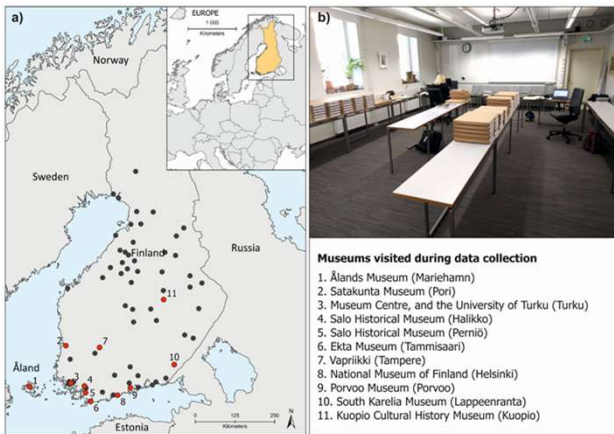 a)
EUROPE
1 000
Kilometers
Norway
Sweden
Finland
Russia
11
2
7
10
Åland
1
3
4
5
6
8
9
Estonia
0 125 250
Kilometers
N
b)
Museums visited during data collection
1. Ålands Museum (Mariehamn)
2. Satakunta Museum (Pori)
3. Museum Centre, and the University of Turku (Turku)
4. Salo Historical Museum (Halikko)
5. Salo Historical Museum (Perniö)
6. Ekta Museum (Tammisaari)
7. Vapriikki (Tampere)
8. National Museum of Finland (Helsinki)
9. Porvoo Museum (Porvoo)
10. South Karelia Museum (Lappeenranta)
11. Kuopio Cultural History Museum (Kuopio)